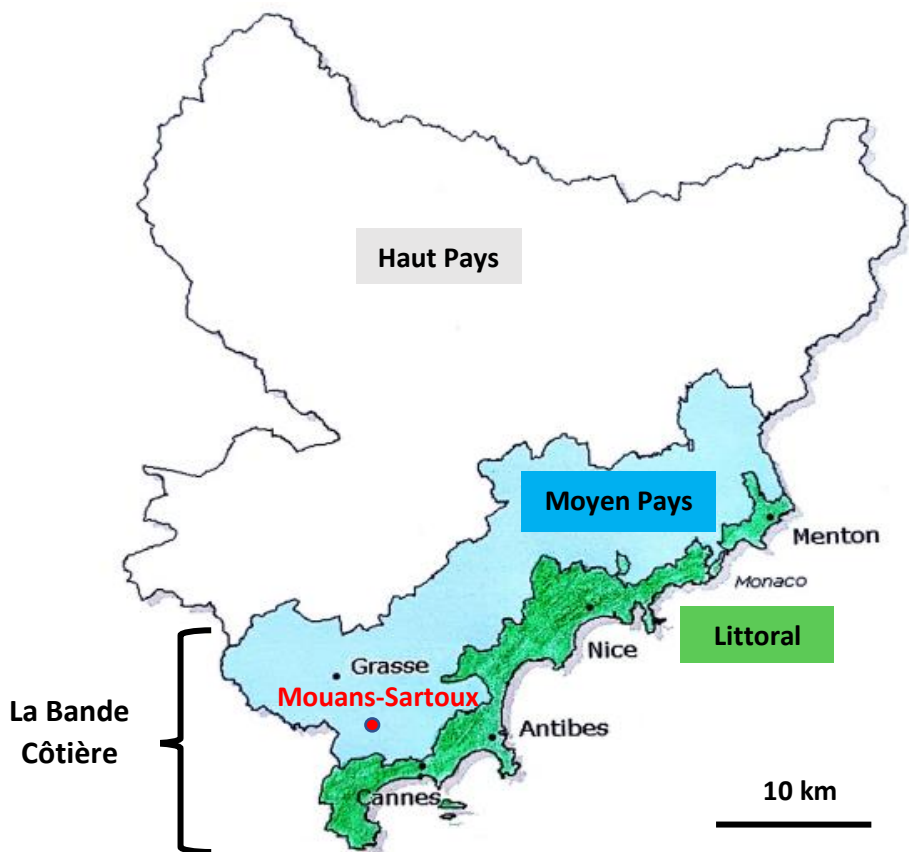 Haut Pays
Moyen Pays
Menton
Monaco
Littoral
Nice
Grasse
Mouans-Sartoux
La Bande
Côtière
Antibes
Cannes
10 km